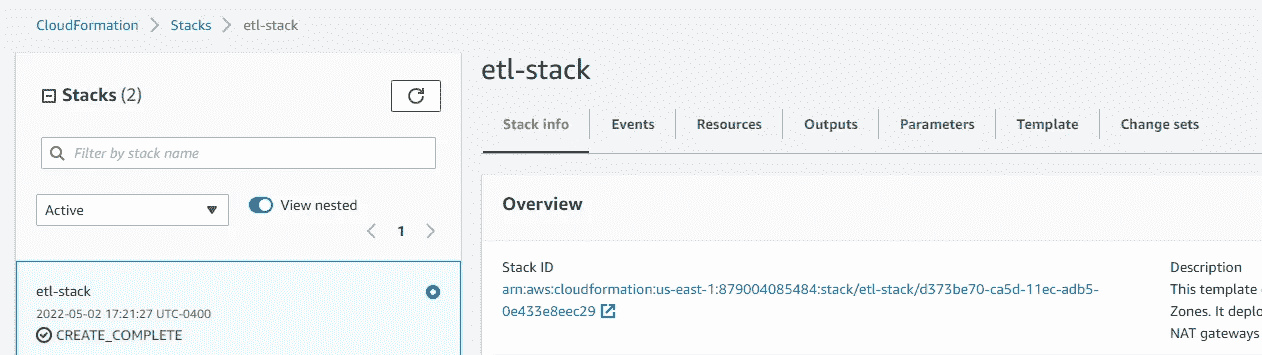 CloudFormation > Stacks > etl-stack
Stacks (2)
Filter by stack name
Active
View nested
< 1 >
etl-stack
2022-05-02 17:21:27 UTC-0400
CREATE_COMPLETE
etl-stack
Stack info Events Resources Outputs Parameters Template Change sets
Overview
Stack ID
arn:aws:cloudformation:us-east-1:879004085484:stack/etl-stack/d373be70-ca5d-11ec-adb5-
0e433e8eec29
Description
This template
Zones. It deplo
NAT gateways